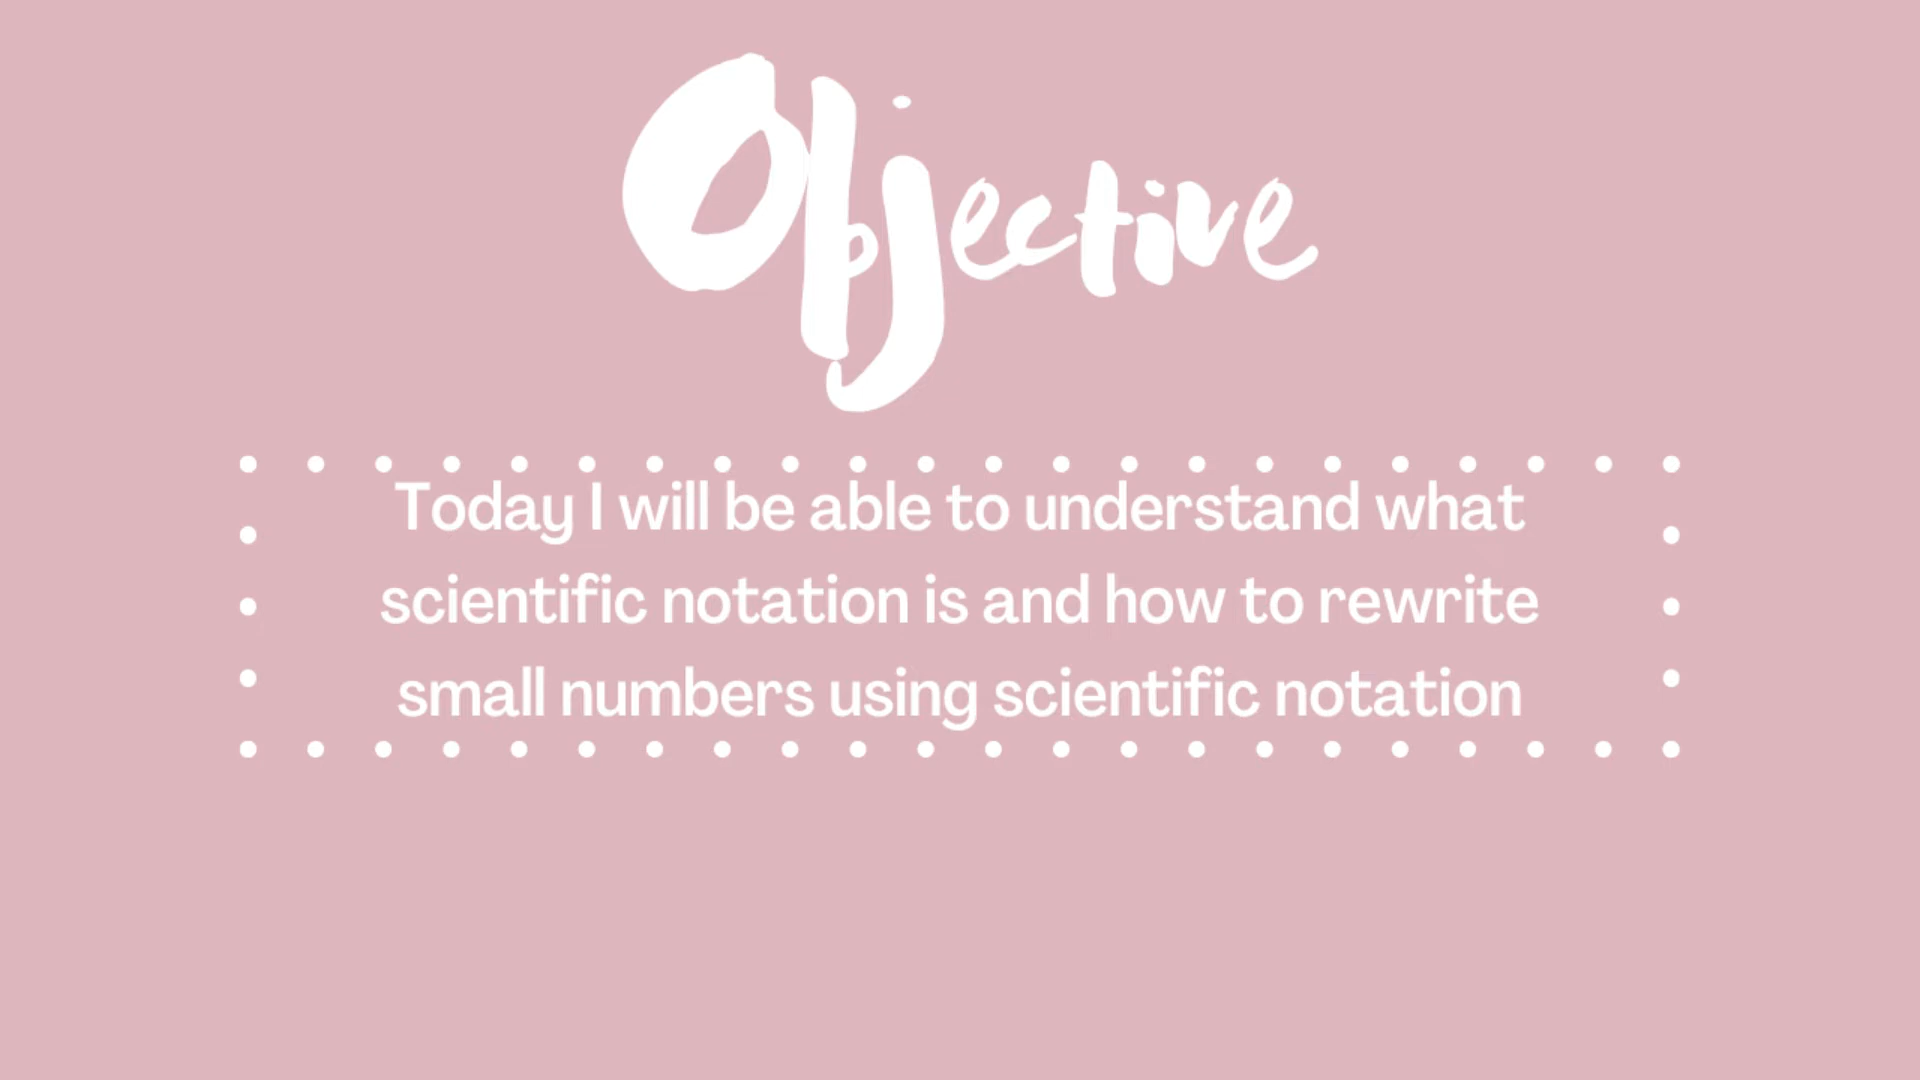 Objective
Today I will be able to understand what
scientific notation is and how to rewrite
small numbers using scientific notation